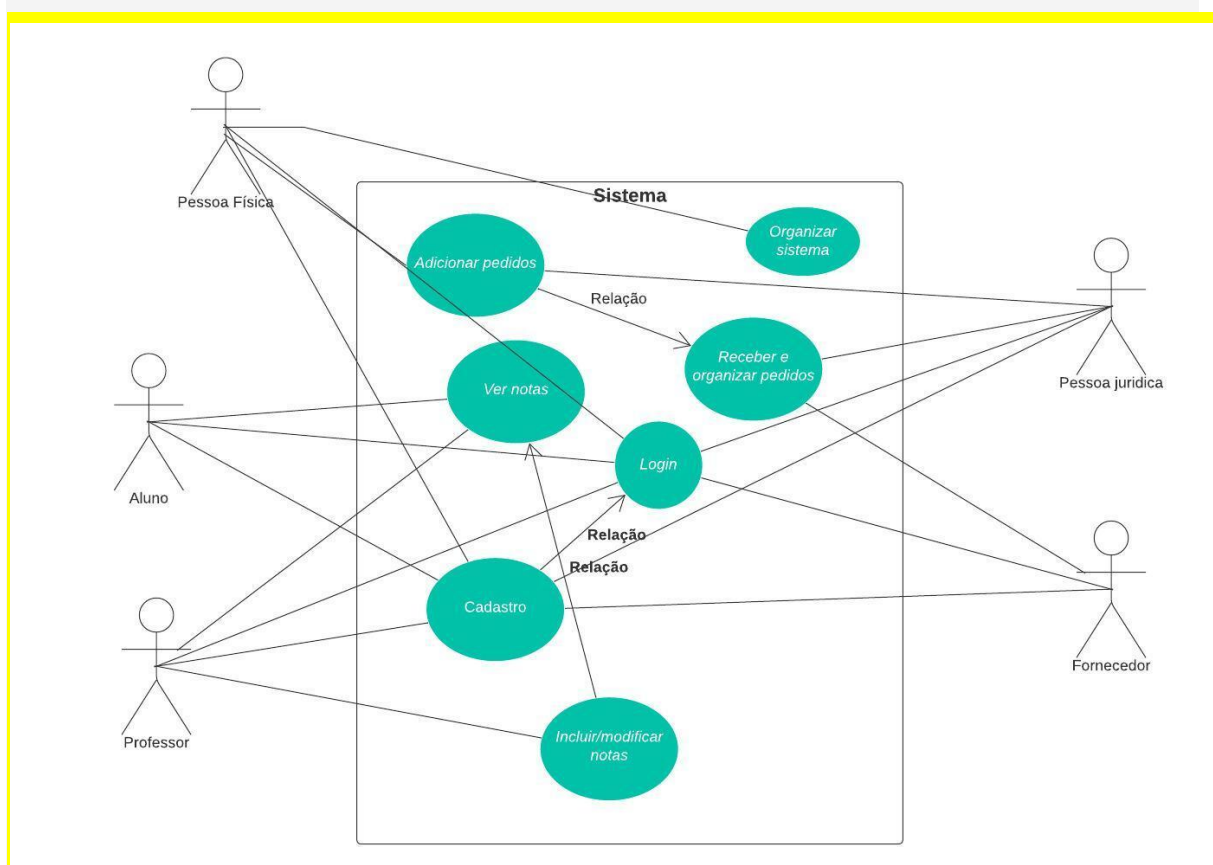 Pessoa Física
Sistema
Organizar
sistema
Adicionar pedidos
Relação
Receber e
organizar pedidos
Pessoa juridica
Ver notas
Aluno
Login
Relação
Relação
Cadastro
Fornecedor
Professor
Incluir/modificar
notas